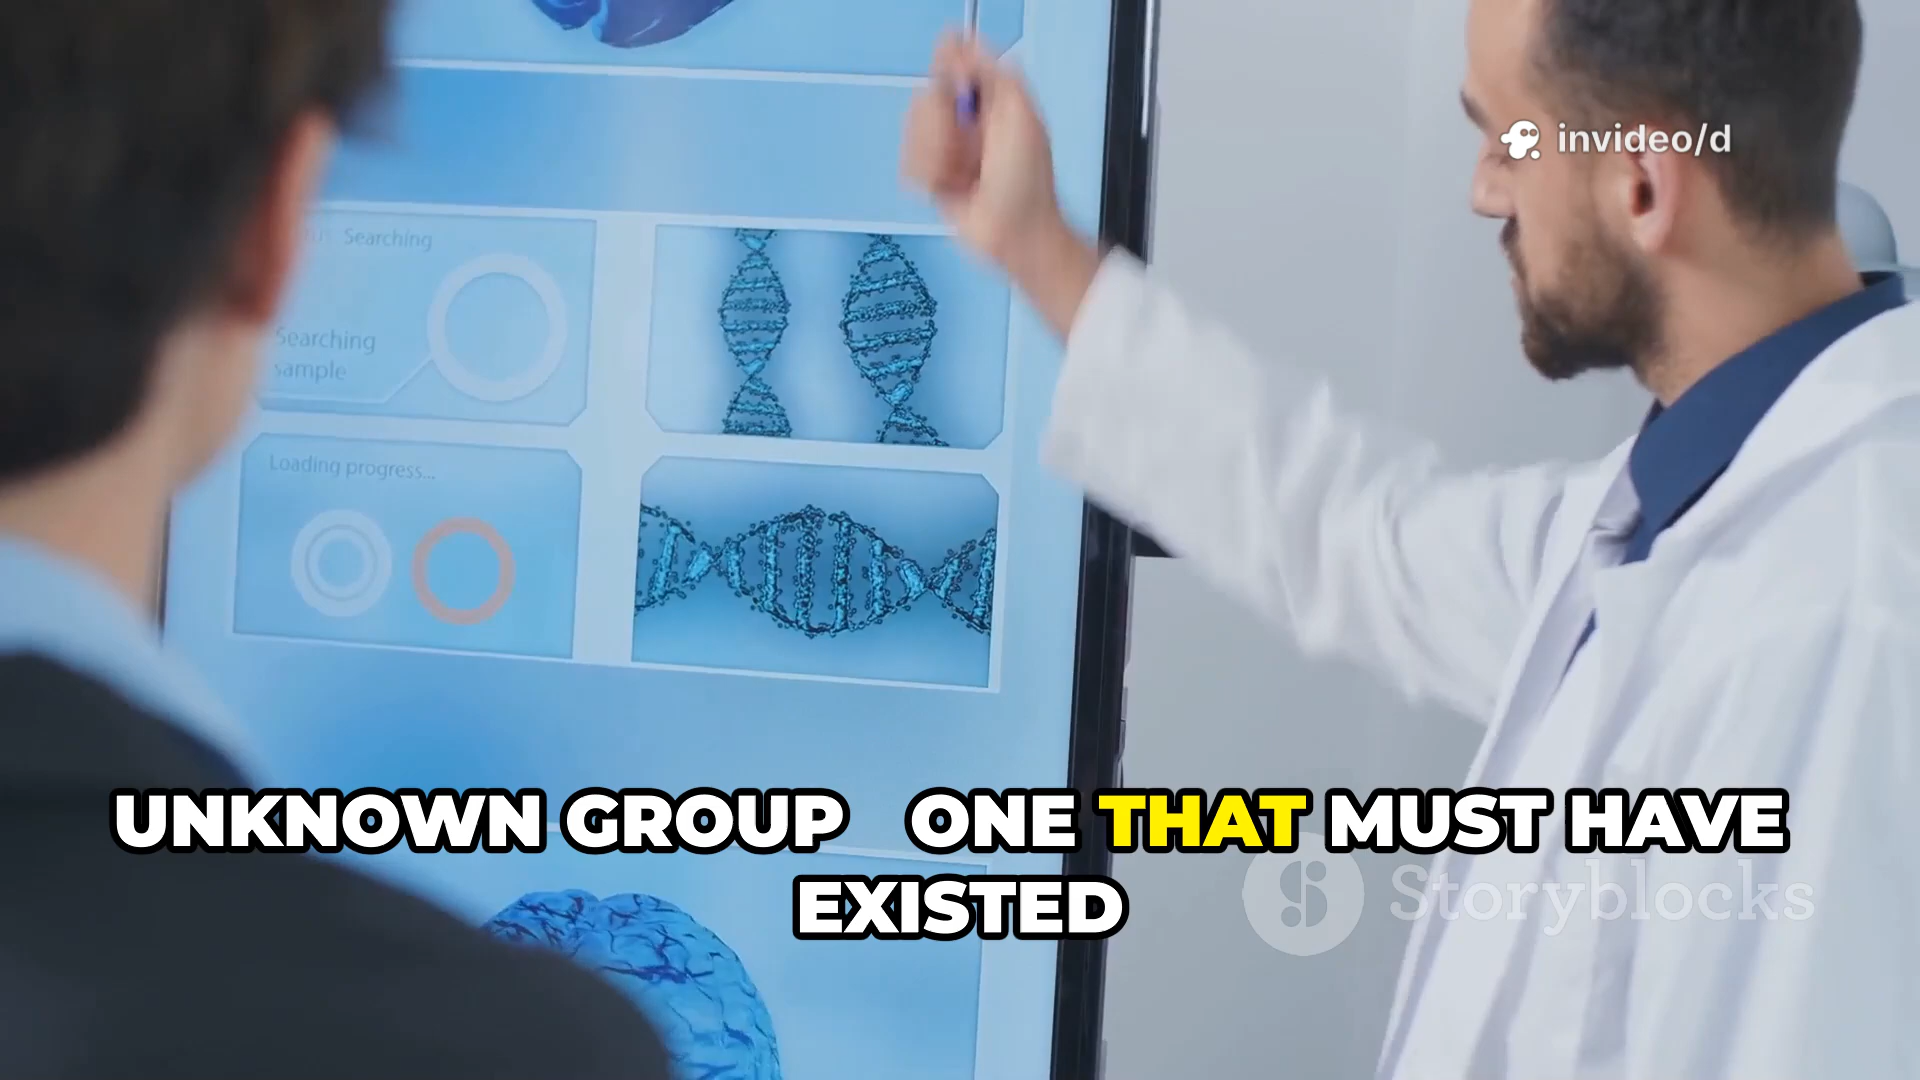 invideo/d
Searching
Searching
sample
Loading progress...
UNKNOWN GROUP ONE THAT MUST HAVE
EXISTED
Storyblocks